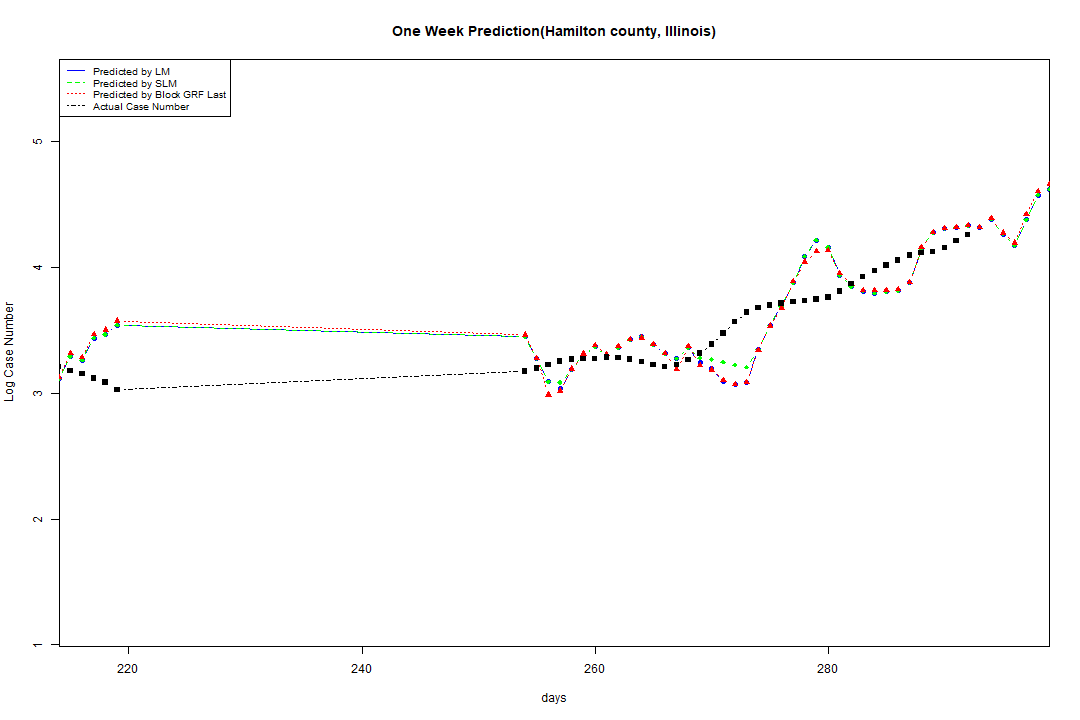 One Week Prediction(Hamilton county, Illinois)
Predicted by LM
Predicted by SLM
Predicted by Block GRF Last
Actual Case Number
5
4
3
2
1
Log Case Number
220 240 260 280
days